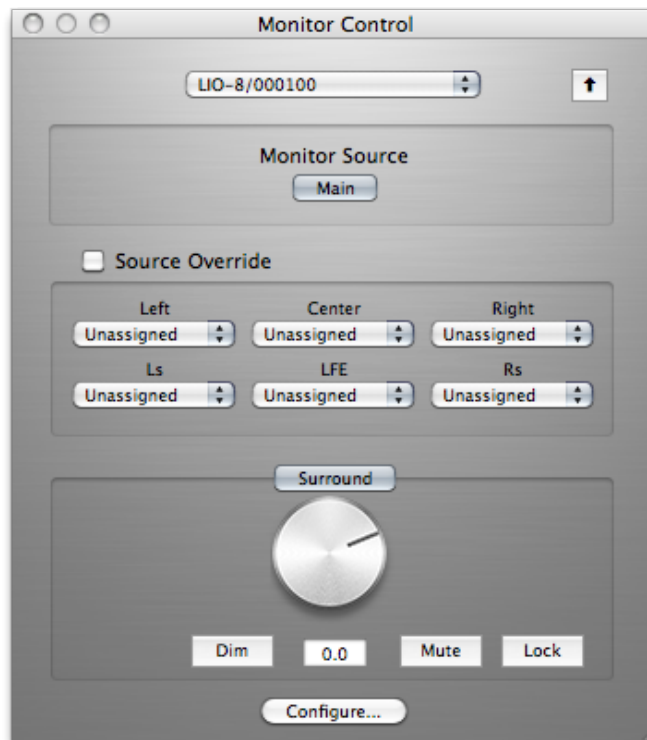 Monitor Control
LIO-8/000100
Monitor Source
Main
Source Override
Left Center Right
Unassigned Unassigned Unassigned
Ls LFE Rs
Unassigned Unassigned Unassigned
Surround
Dim 0.0 Mute Lock
Configure...